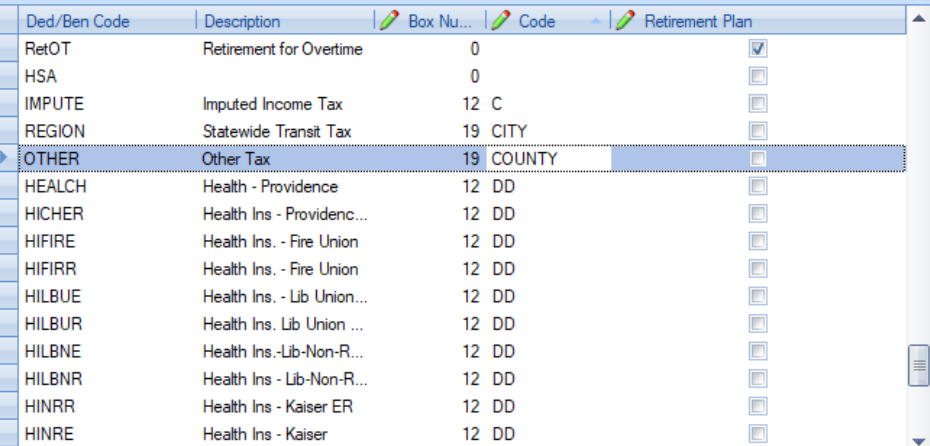 Ded/Ben Code Description Box Nu... Code Retirement Plan
RetOT Retirement for Overtime 0
HSA 0
IMPUTE Imputed Income Tax 12 C
REGION Statewide Transit Tax 19 CITY
OTHER Other Tax 19 COUNTY
HEALCH Health - Providence 12 DD
HICHER Health Ins - Providenc... 12 DD
HIFIRE Health Ins. - Fire Union 12 DD
HIFIRR Health Ins. - Fire Union 12 DD
HILBUE Health Ins. - Lib Union... 12 DD
HILBUR Health Ins. Lib Union ... 12 DD
HILBNE Health Ins.-Lib-Non-R... 12 DD
HILBNR Health Ins - Lib-Non-R... 12 DD
HINRR Health Ins - Kaiser ER 12 DD
HINRE Health Ins - Kaiser 12 DD